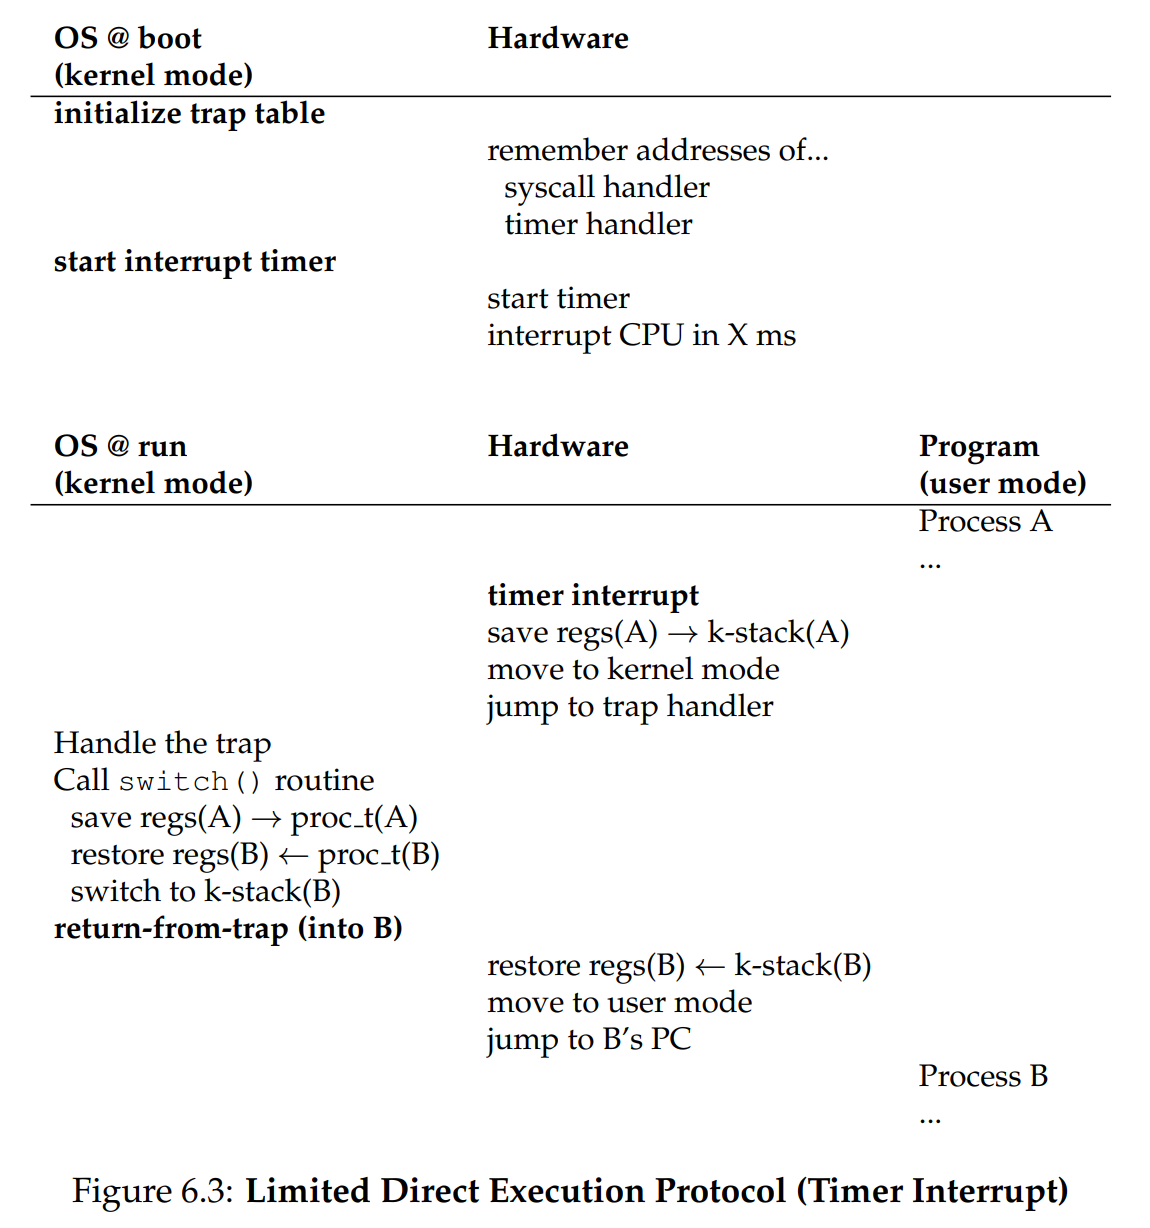 OS @ boot Hardware
(kernel mode)
initialize trap table
remember addresses of...
syscall handler
timer handler
start interrupt timer
start timer
interrupt CPU in X ms
OS @ run Hardware Program
(kernel mode) (user mode)
Process A
...
timer interrupt
save regs(A) → k-stack(A)
move to kernel mode
jump to trap handler
Handle the trap
Call switch() routine
save regs(A) → proc_t(A)
restore regs(B) ← proc_t(B)
switch to k-stack(B)
return-from-trap (into B)
restore regs(B) ← k-stack(B)
move to user mode
jump to B’s PC
Process B
...
Figure 6.3: Limited Direct Execution Protocol (Timer Interrupt)